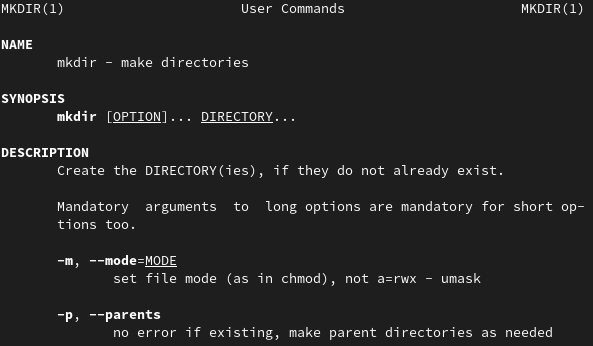 MKDIR(1) User Commands MKDIR(1)
NAME
mkdir - make directories
SYNOPSIS
mkdir [OPTION]... DIRECTORY...
DESCRIPTION
Create the DIRECTORY(ies), if they do not already exist.
Mandatory arguments to long options are mandatory for short op-
tions too.
-m, --mode=MODE
set file mode (as in chmod), not a=rwx - umask
-p, --parents
no error if existing, make parent directories as needed